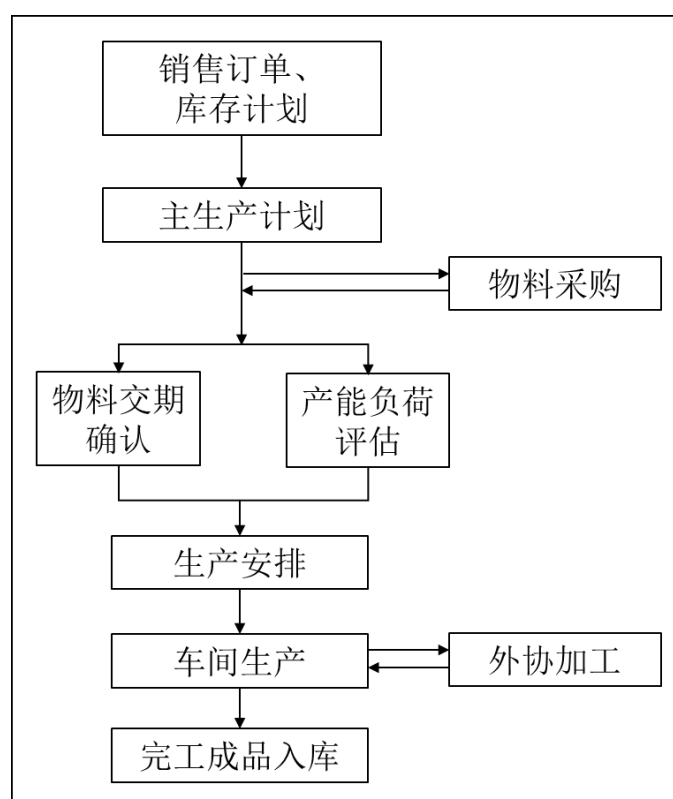 销售订单、
库存计划
主生产计划
物料采购
物料交期
确认
产能负荷
评估
生产安排
车间生产
外协加工
完工成品入库